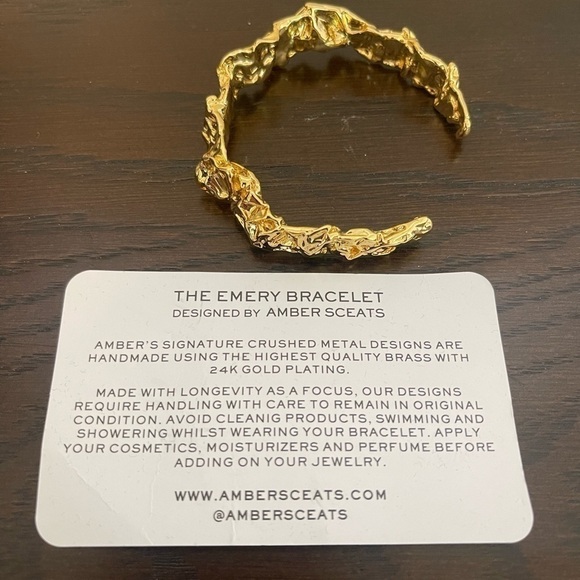 THE EMERY BRACELET
DESIGNED BY AMBER SCEATS
AMBER'S SIGNATURE CRUSHED METAL DESIGNS ARE
HANDMADE USING THE HIGHEST QUALITY BRASS WITH
24K GOLD PLATING.
MADE WITH LONGEVITY AS A FOCUS, OUR DESIGNS
REQUIRE HANDLING WITH CARE TO REMAIN IN ORIGINAL
CONDITION. AVOID CLEANIG PRODUCTS, SWIMMING AND
SHOWERING WHILST WEARING YOUR BRACELET. APPLY
YOUR COSMETICS, MOISTURIZERS AND PERFUME BEFORE
ADDING ON YOUR JEWELRY.
WWW.AMBERSCEATS.COM
@AMBERSCEATS